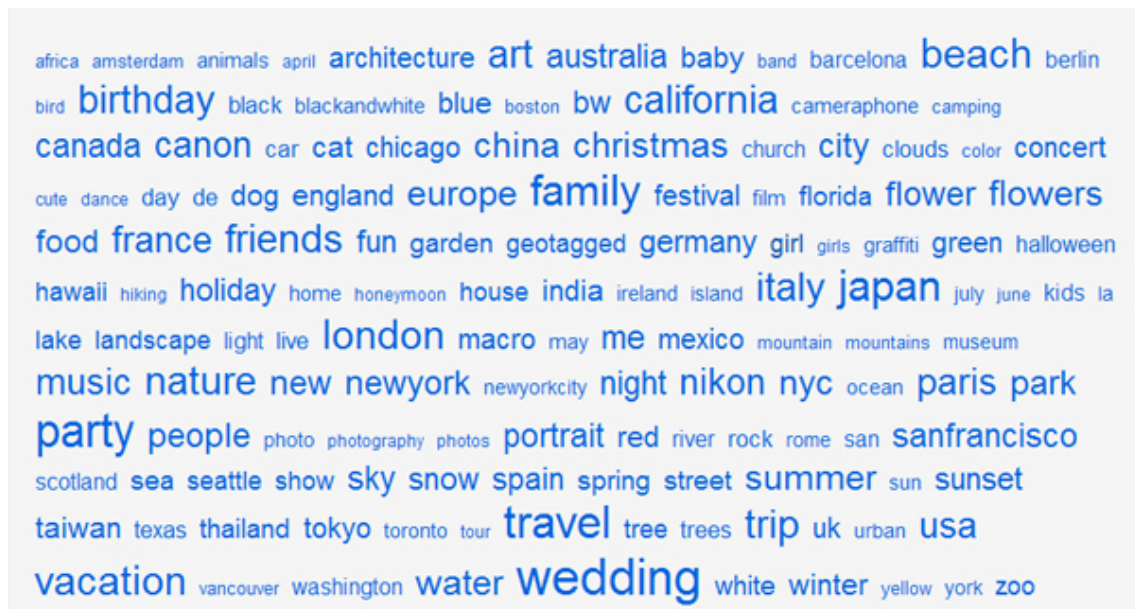 africa amsterdam animals april architecture art australia baby band barcelona beach berlin
bird birthday black blackandwhite blue boston bw california cameraphone camping
canada canon car cat chicago china christmas church city clouds color concert
cute dance day de dog england europe family festival film florida flower flowers
food france friends fun garden geotagged germany girl girls graffiti green halloween
hawaii hiking holiday home honeymoon house india ireland island italy japan july june kids la
lake landscape light live london macro may me mexico mountain mountains museum
music nature new newyork newyorkcity night nikon nyc ocean paris park
party people photo photography photos portrait red river rock rome san sanfrancisco
scotland sea seattle show sky snow spain spring street summer sun sunset
taiwan texas thailand tokyo toronto tour travel tree trees trip uk urban usa
vacation vancouver washington water wedding white winter yellow york zoo